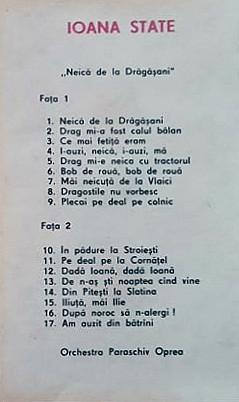 IOANA STATE
„Neică de la Drăgășani”
Fața 1
1. Neică de la Drăgășani
2. Drag mi-a fost calul bălan
3. Ce mai fetiță eram
4. I-auzi, neică, i-auzi, mă
5. Drag mi-e neica cu tractorul
6. Bob de rouă, bob de rouă
7. Măi neicuță de la Vlaici
8. Dragostile nu vorbesc
9. Plecai pe deal pe colnic
Fața 2
10. In pădure la Stroiești
11. Pe deal pe la Cornățel
12. Dadă Ioană, dadă Ioană
13. De n-aș ști noaptea cînd vine
14. Din Pitești la Slatina
15. Iliuță, măi Ilie
16. După noroc să n-alergi !
17. Am auzit din bătrîni
Orchestra Paraschiv Oprea